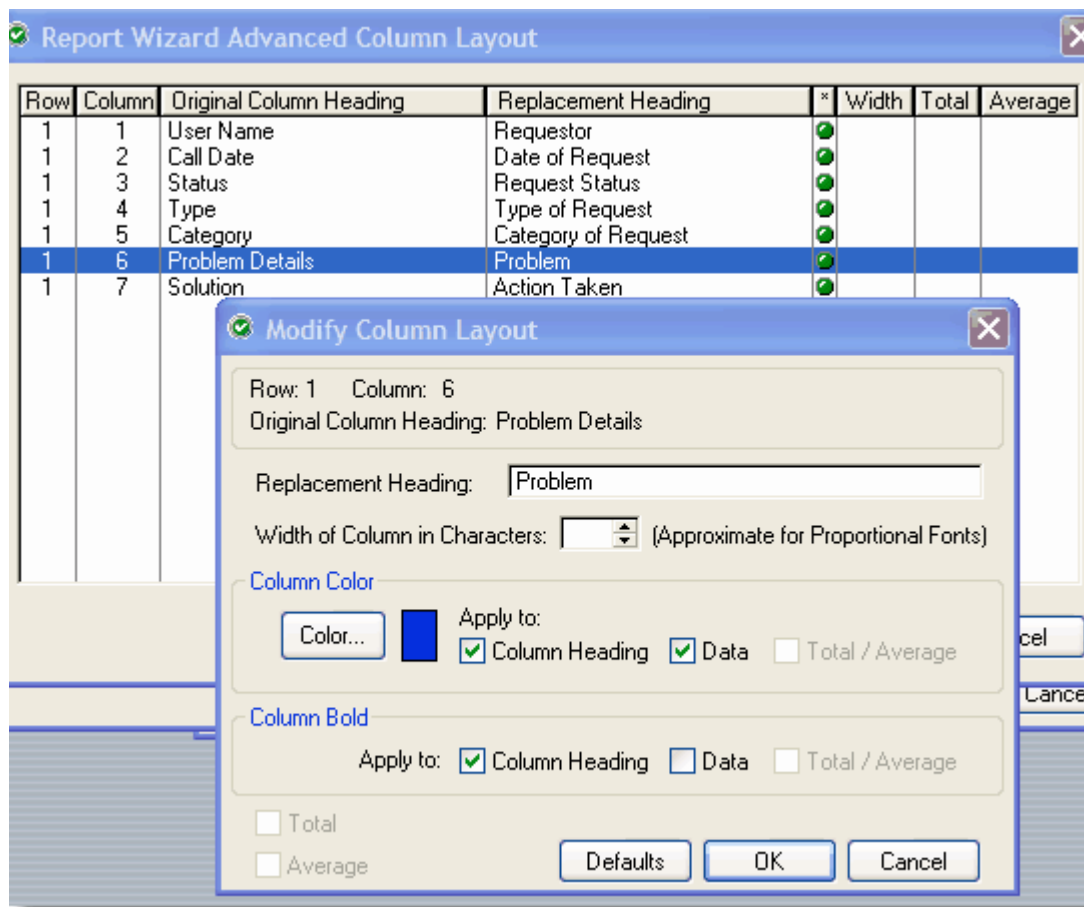 Report Wizard Advanced Column Layout
Row Column Original Column Heading Replacement Heading * Width Total Average
1 1 User Name Requestor
1 2 Call Date Date of Request
1 3 Status Request Status
1 4 Type Type of Request
1 5 Category Category of Request
1 6 Problem Details Problem
1 7 Solution Action Taken
Modify Column Layout
Row: 1 Column: 6
Original Column Heading: Problem Details
Replacement Heading: Problem
Width of Column in Characters: (Approximate for Proportional Fonts)
Column Color
Color... Apply to:
Column Heading Data Total / Average
cel
Cance
Column Bold
Apply to: Column Heading Data Total / Average
Total
Average
Defaults OK Cancel